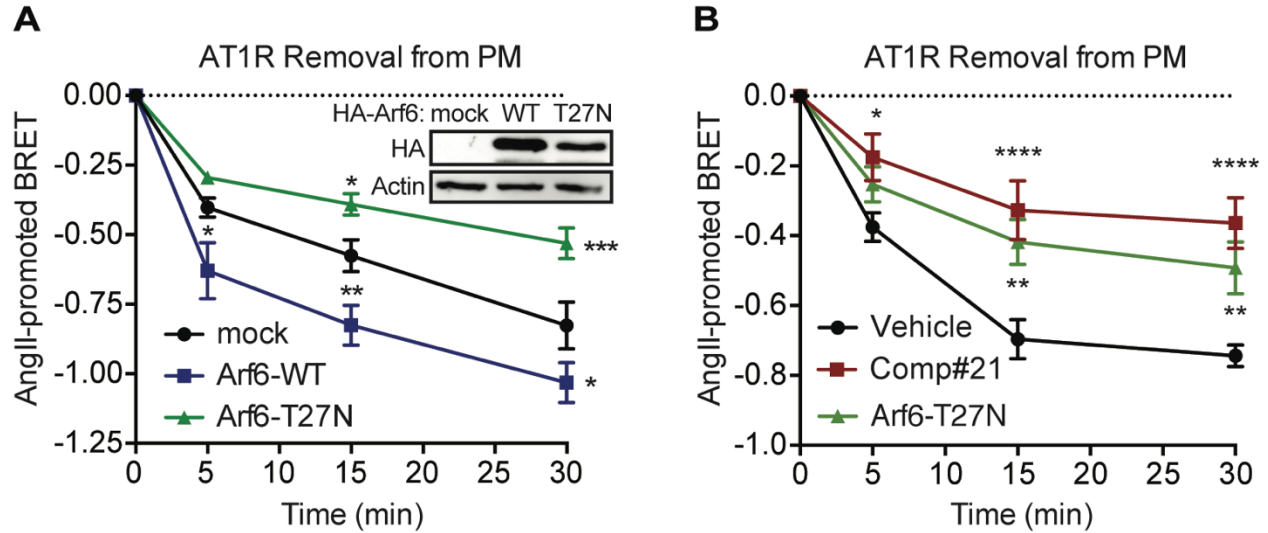 A
AT1R Removal from PM
AngII-promoted BRET
0.00
-0.25
-0.50
-0.75
-1.00
-1.25
HA-Arf6: mock WT T27N
HA
Actin
*
*
***
**
*
mock
Arf6-WT
Arf6-T27N
0 5 10 15 20 25 30
Time (min)
B
AT1R Removal from PM
AngII-promoted BRET
0.0
-0.2
-0.4
-0.6
-0.8
-1.0
*
****
****
**
**
Vehicle
Comp#21
Arf6-T27N
0 5 10 15 20 25 30
Time (min)